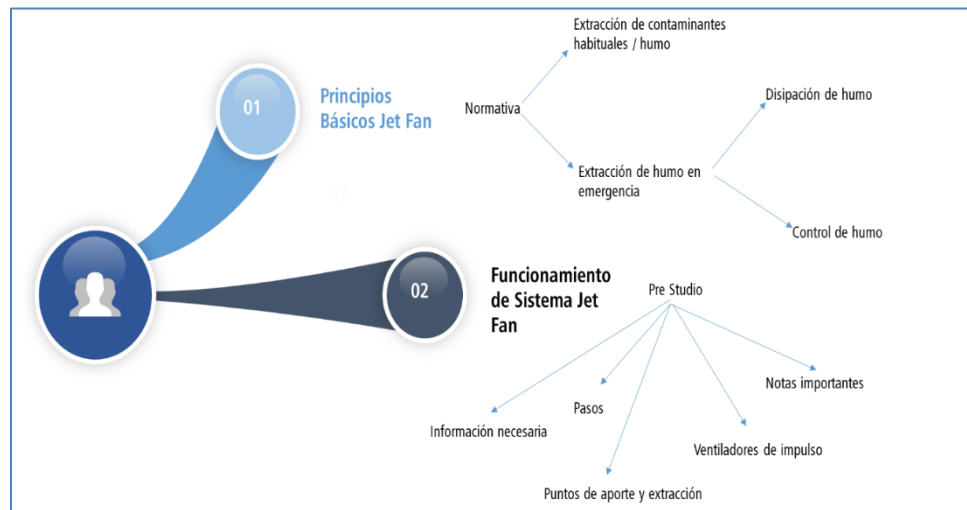 01
Principios
Básicos Jet Fan
Normativa
Extracción de contaminantes
habituales / humo
Extracción de humo en
emergencia
Disipación de humo
Control de humo
02
Funcionamiento
de Sistema Jet
Fan
Pre Studio
Información necesaria
Pasos
Puntos de aporte y extracción
Ventiladores de impulso
Notas importantes